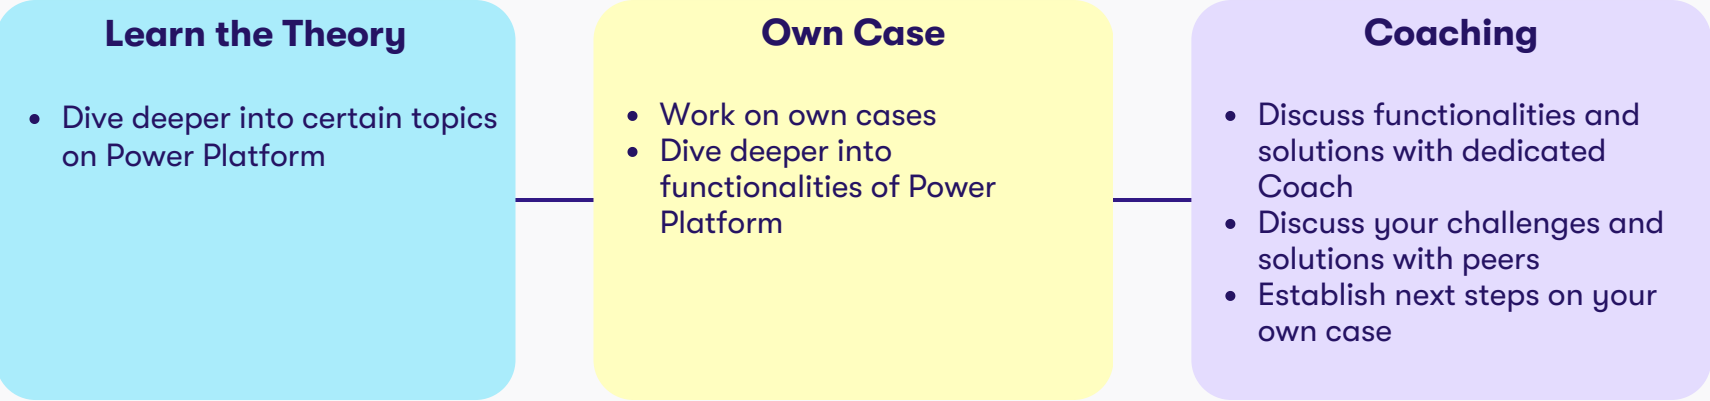 Learn the Theory
• Dive deeper into certain topics
on Power Platform
Own Case
• Work on own cases
• Dive deeper into
functionalities of Power
Platform
Coaching
• Discuss functionalities and
solutions with dedicated
Coach
• Discuss your challenges and
solutions with peers
• Establish next steps on your
own case